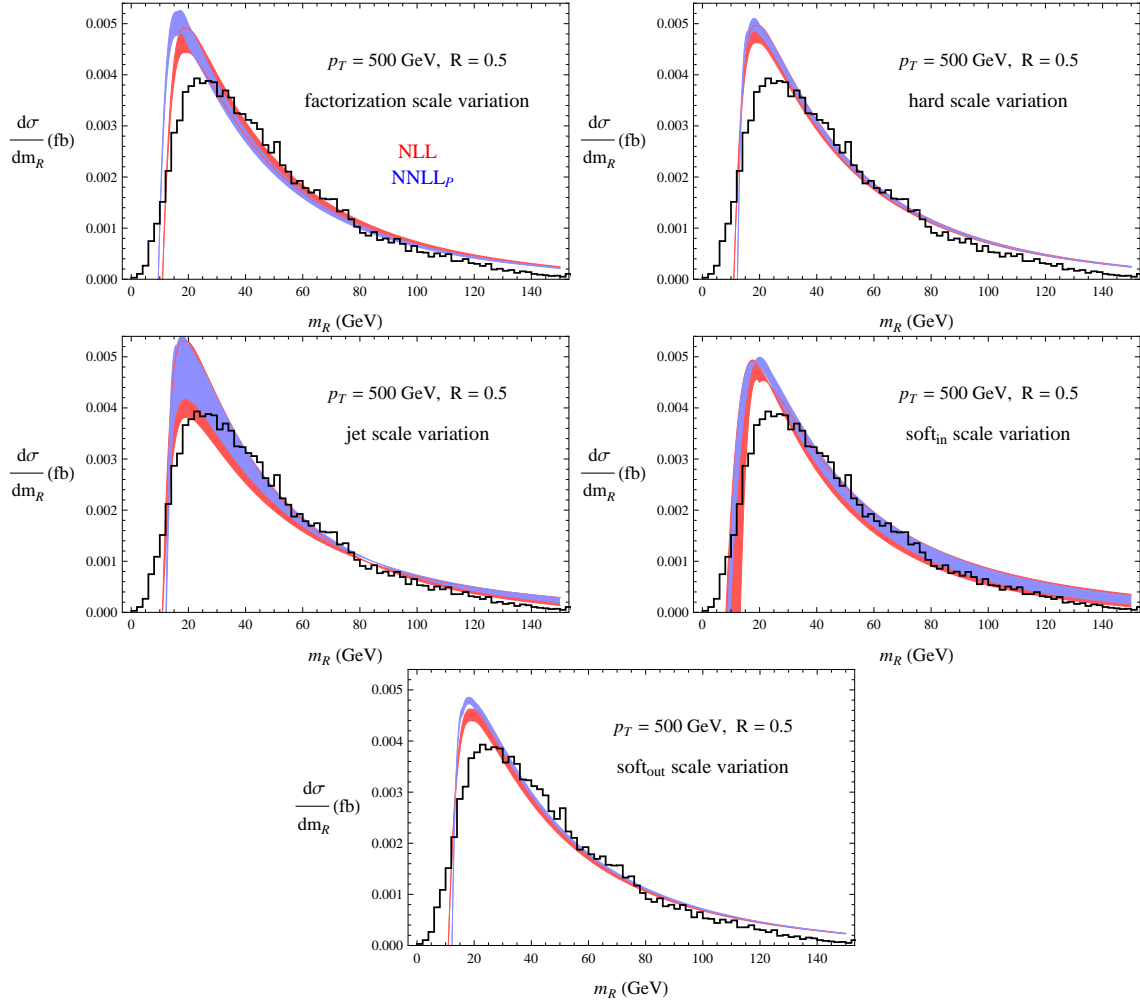 0.005
0.004
0.003
0.002
0.001
0.000
dσ
dm_R
(fb)
p_T = 500 GeV, R = 0.5
factorization scale variation
NLL
NNLL_P
0 20 40 60 80 100 120 140
m_R (GeV)
0.005
0.004
0.003
0.002
0.001
0.000
dσ
dm_R
(fb)
p_T = 500 GeV, R = 0.5
hard scale variation
0 20 40 60 80 100 120 140
m_R (GeV)
0.005
0.004
0.003
0.002
0.001
0.000
dσ
dm_R
(fb)
p_T = 500 GeV, R = 0.5
jet scale variation
0 20 40 60 80 100 120 140
m_R (GeV)
0.005
0.004
0.003
0.002
0.001
0.000
dσ
dm_R
(fb)
p_T = 500 GeV, R = 0.5
soft_in scale variation
0 20 40 60 80 100 120 140
m_R (GeV)
0.005
0.004
0.003
0.002
0.001
0.000
dσ
dm_R
(fb)
p_T = 500 GeV, R = 0.5
soft_out scale variation
0 20 40 60 80 100 120 140
m_R (GeV)